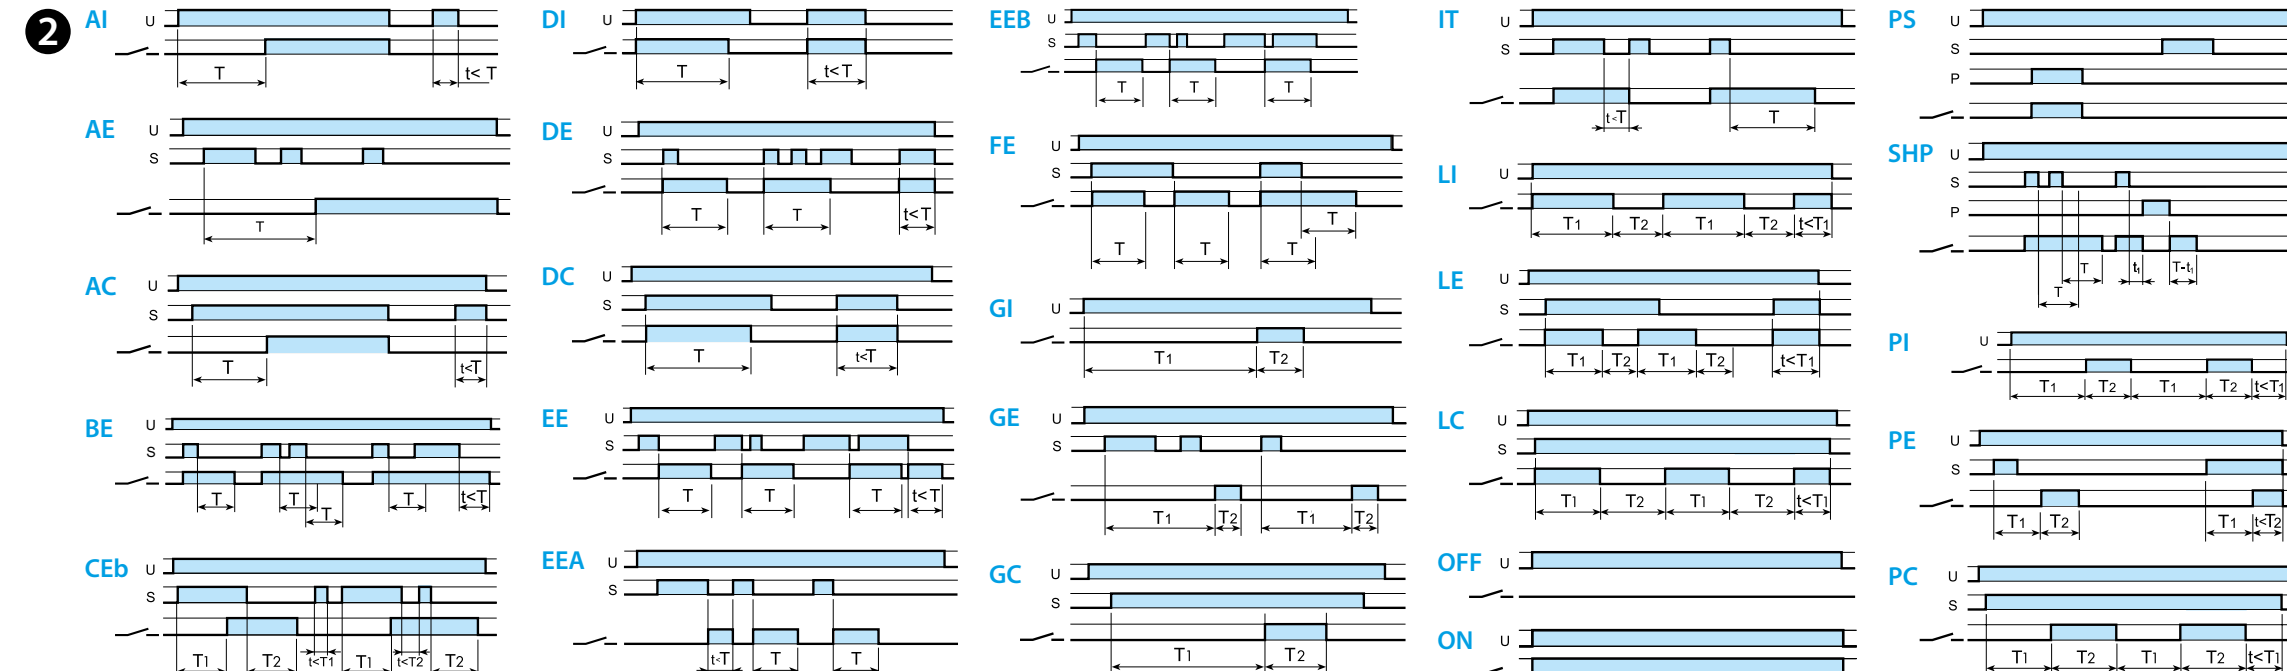 2
AI
U
T
t< T
AE
U
S
T
AC
U
S
T
t<T
BE
U
S
T
T
T
T
t<T
CEb
U
S
T1
T2
t<T1
T1
t<T2
T2
DI
U
T
t<T
DE
U
S
T
T
t<T
DC
U
S
T
t<T
EE
U
S
T
T
T
t<T
EEA
U
S
t<T
T
T
EEB
U
S
T
T
T
FE
U
S
T
T
T
T
GI
U
T1
T2
GE
U
S
T1
T2
T1
T2
GC
U
S
T1
T2
IT
U
S
t<T
T
LI
U
T1
T2
T1
T2
t<T1
LE
U
S
T1
T2
T1
T2
t<T1
LC
U
S
T1
T2
T1
T2
t<T1
OFF
U
ON
U
PS
U
S
P
SHP
U
S
P
T
t1
T-t1
T
PI
U
T1
T2
T1
T2
t<T1
PE
U
S
T1
T2
T1
t<T2
PC
U
S
T1
T2
T1
T2
t<T1